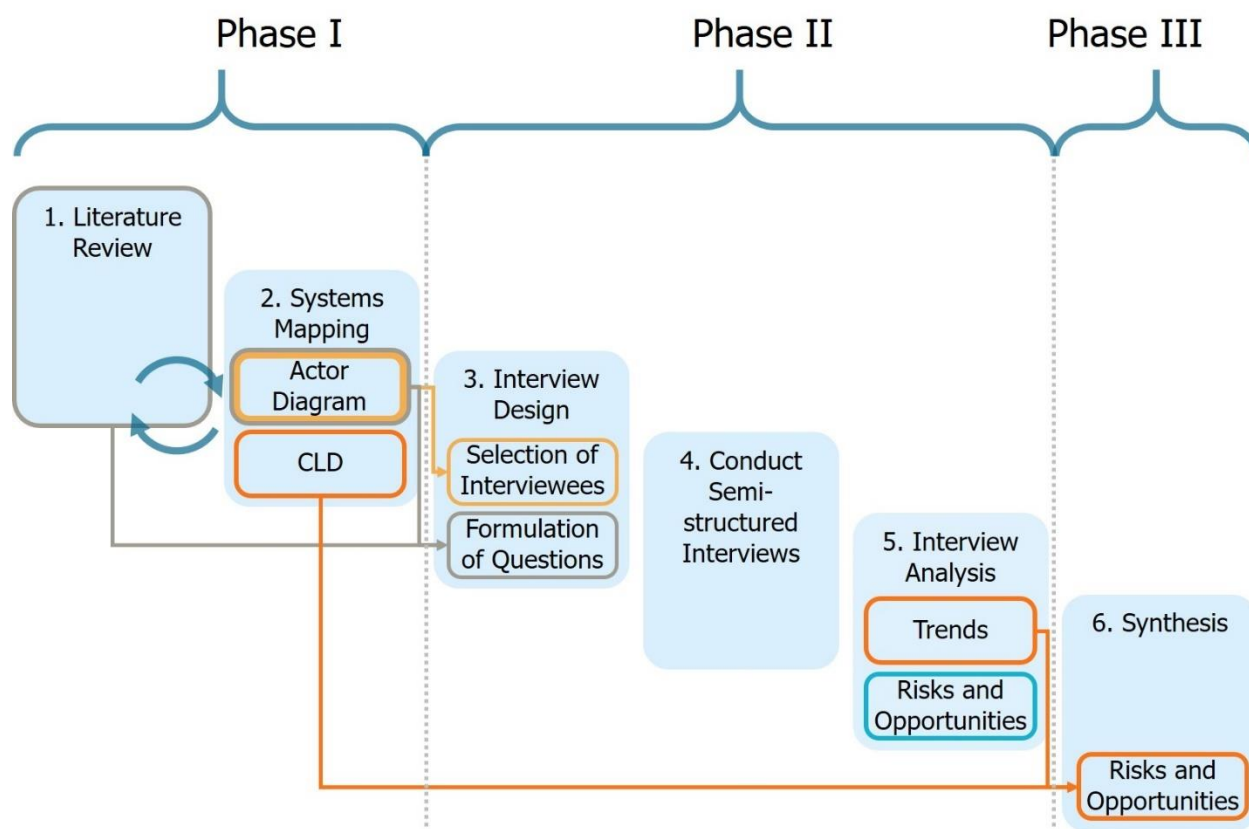 Phase I
Phase II
Phase III
1. Literature
Review
2. Systems
Mapping
Actor
Diagram
CLD
3. Interview
Design
Selection of
Interviewees
Formulation
of Questions
4. Conduct
Semi-
structured
Interviews
5. Interview
Analysis
Trends
Risks and
Opportunities
6. Synthesis
Risks and
Opportunities